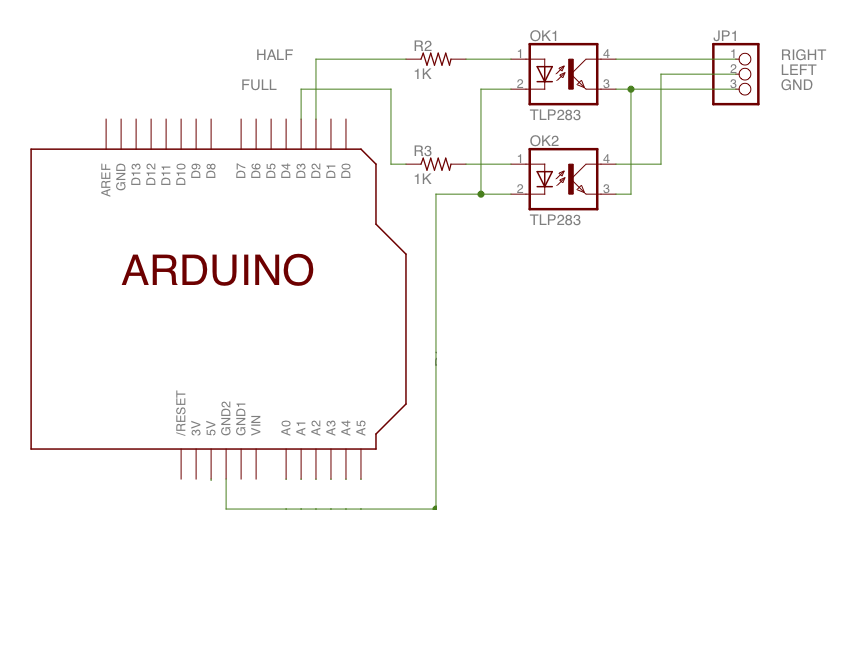 HALF
FULL
R2
1K
R3
1K
OK1
1
2
4
3
TLP283
OK2
1
2
4
3
TLP283
JP1
1
2
3
RIGHT
LEFT
GND
AREF
GND
D13
D12
D11
D10
D9
D8
D7
D6
D5
D4
D3
D2
D1
D0
ARDUINO
/RESET
3V
5V
GND2
GND1
VIN
A0
A1
A2
A3
A4
A5